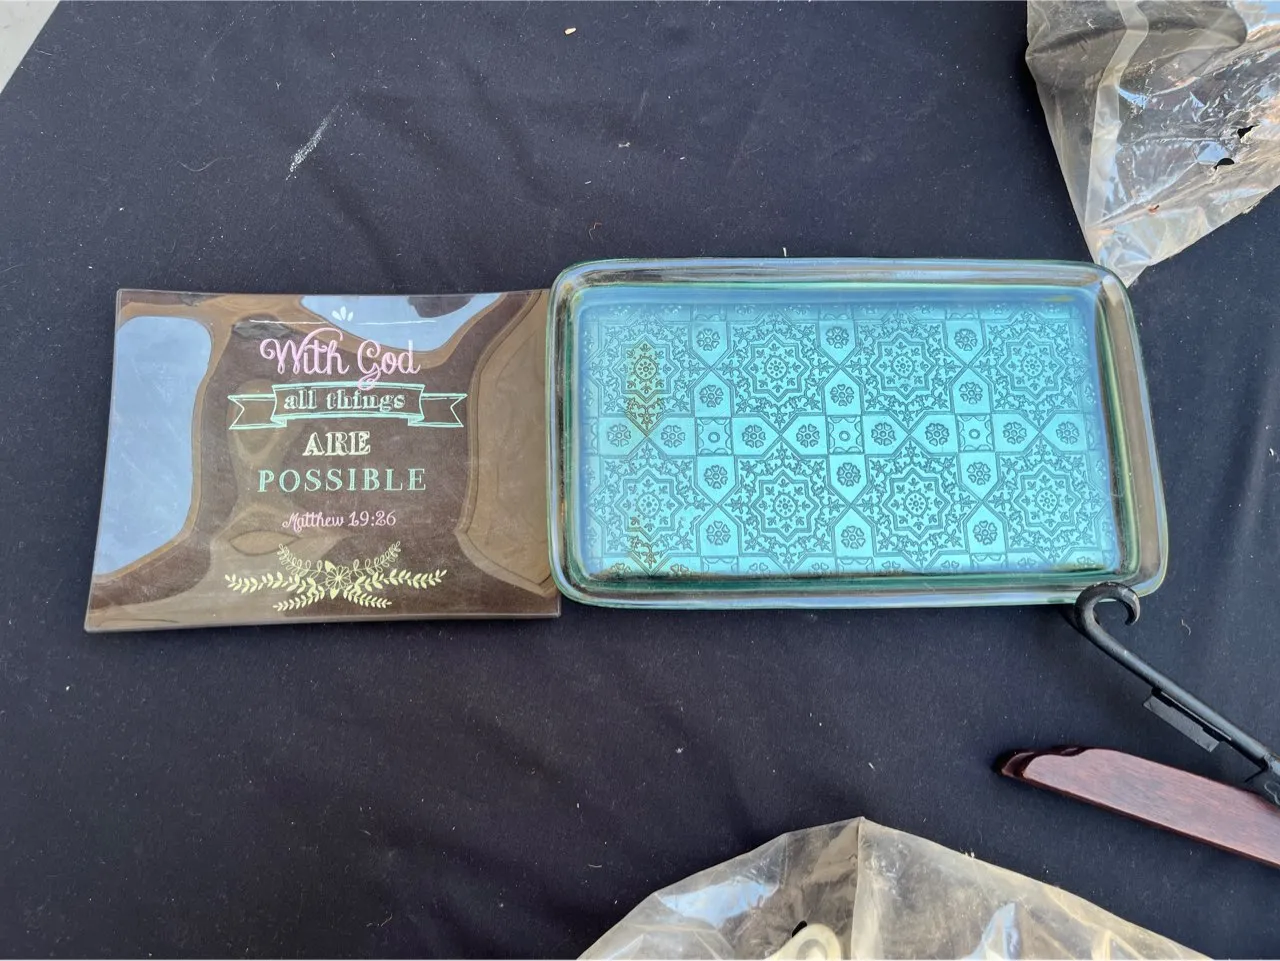 With God
all things
ARE
POSSIBLE
Matthew 19:26